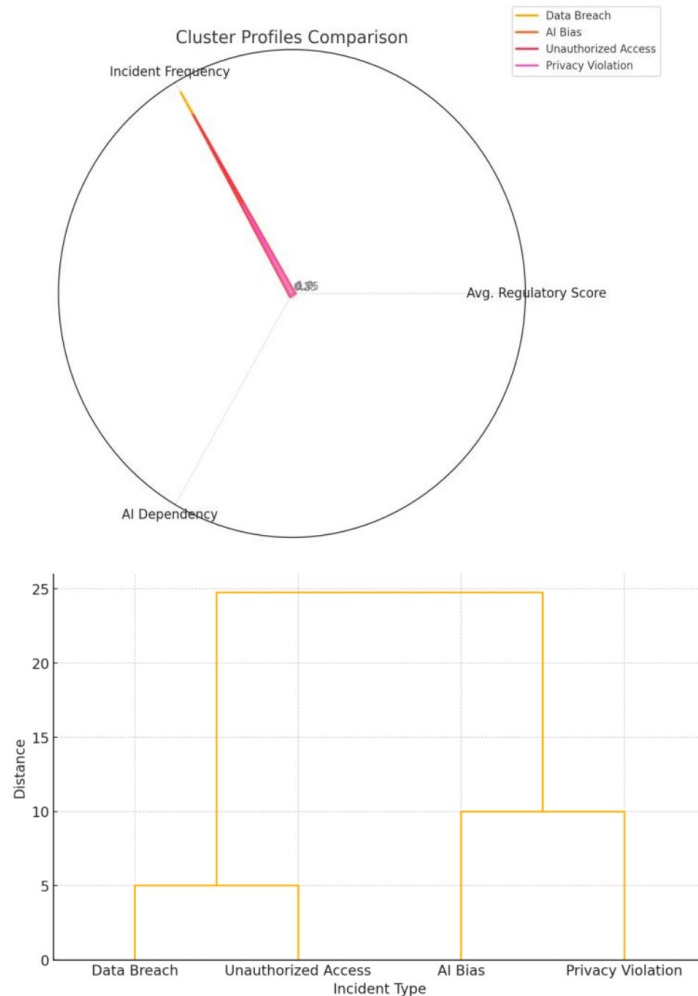 Data Breach
AI Bias
Unauthorized Access
Privacy Violation
Cluster Profiles Comparison
Incident Frequency
Avg. Regulatory Score
AI Dependency
25
20
15
10
5
0
Distance
Data Breach
Unauthorized Access
AI Bias
Privacy Violation
Incident Type